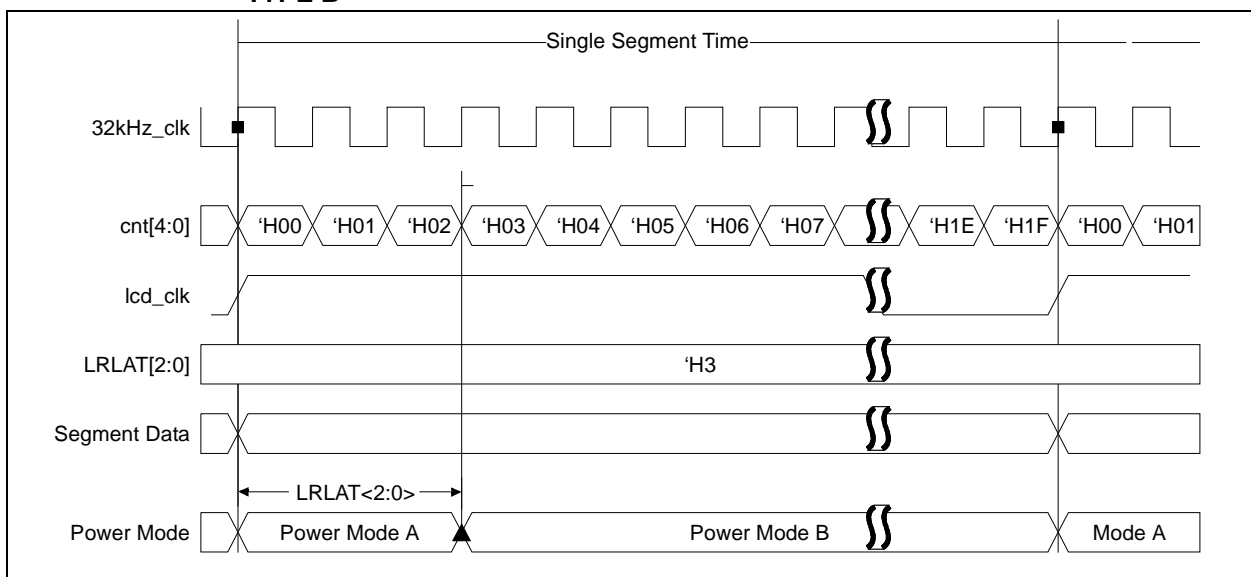 Single Segment Time
32kHz_clk
cnt[4:0] ‘H00 ‘H01 ‘H02 ‘H03 ‘H04 ‘H05 ‘H06 ‘H07 ‘H1E ‘H1F ‘H00 ‘H01
lcd_clk
LRLAT[2:0] ‘H3
Segment Data
LRLAT<2:0>
Power Mode Power Mode A Power Mode B Mode A